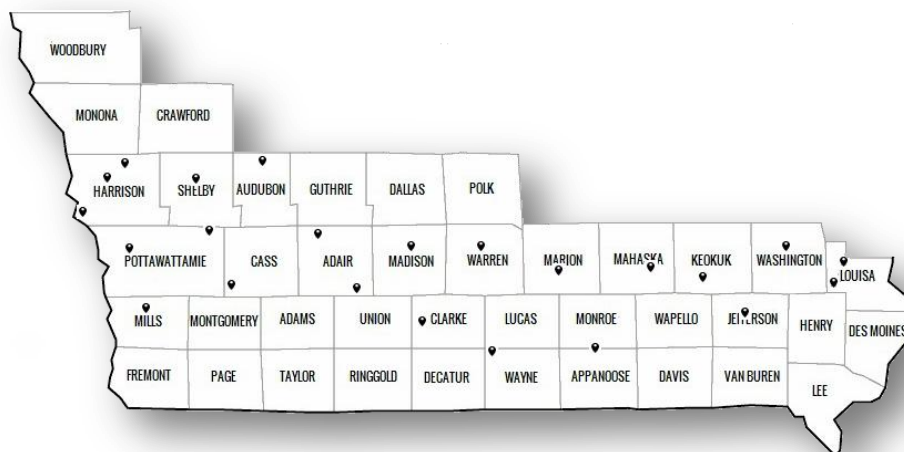 WOODBURY
MONONA CRAWFORD
HARRISON SHELBY AUDUBON GUTHRIE DALLAS POLK
POTTAWATTAMIE CASS ADAIR MADISON WARREN MARION MAHASKA KEOKUK WASHINGTON LOUISA
MILLS MONTGOMERY ADAMS UNION CLARKE LUCAS MONROE WAPELLO JEFFERSON HENRY DES MOINES
FREMONT PAGE TAYLOR RINGGOLD DECATUR WAYNE APPANOOSE DAVIS VAN BUREN LEE